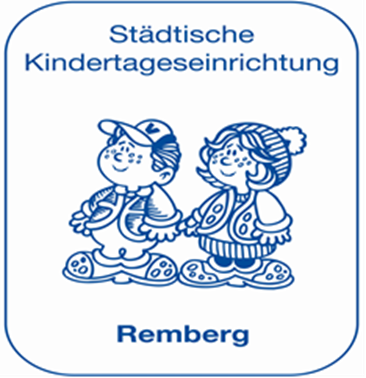 Städtische
Kindertageseinrichtung
Remberg